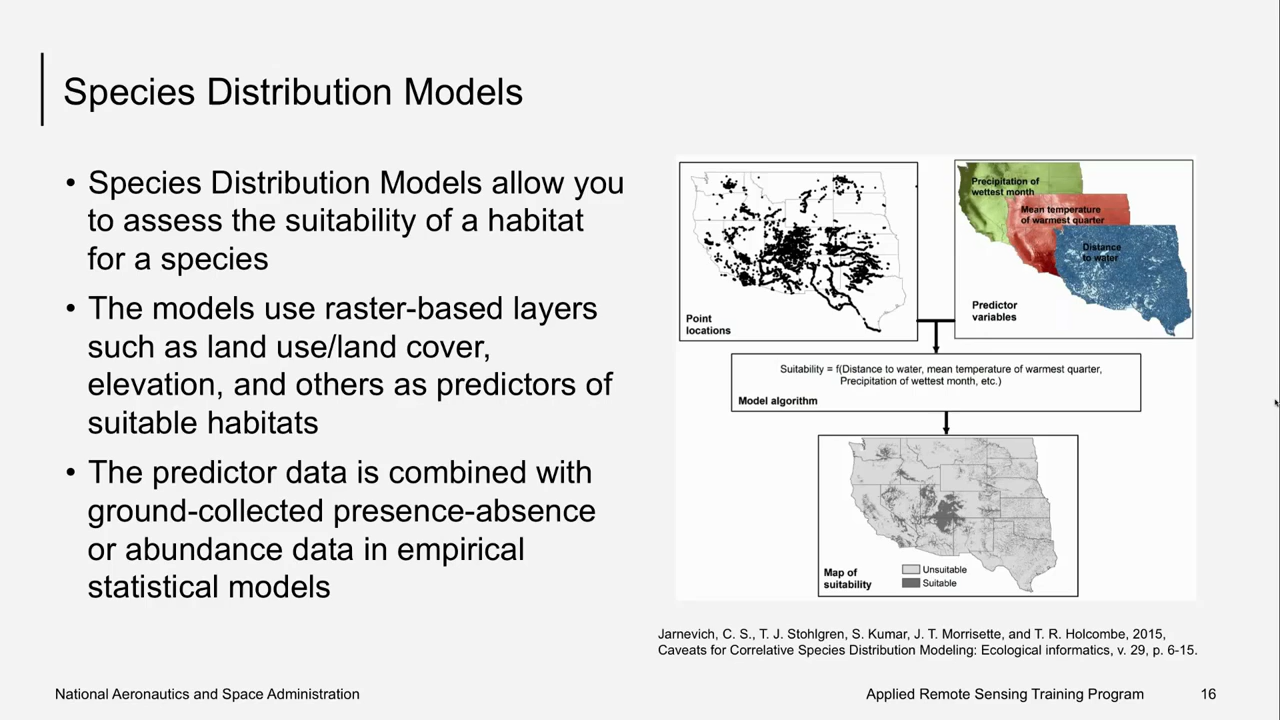 Species Distribution Models
• Species Distribution Models allow you
to assess the suitability of a habitat
for a species
• The models use raster-based layers
such as land use/land cover,
elevation, and others as predictors of
suitable habitats
• The predictor data is combined with
ground-collected presence-absence
or abundance data in empirical
statistical models
Point
locations
Precipitation of
wettest month
Mean temperature
of warmest quarter
Distance
to water
Predictor
variables
Suitability = f(Distance to water, mean temperature of warmest quarter,
Precipitation of wettest month, etc.)
Model algorithm
Map of
suitability
Unsuitable
Suitable
Jarnevich, C. S., T. J. Stohlgren, S. Kumar, J. T. Morrisette, and T. R. Holcombe, 2015,
Caveats for Correlative Species Distribution Modeling: Ecological informatics, v. 29, p. 6-15.
National Aeronautics and Space Administration
Applied Remote Sensing Training Program
16